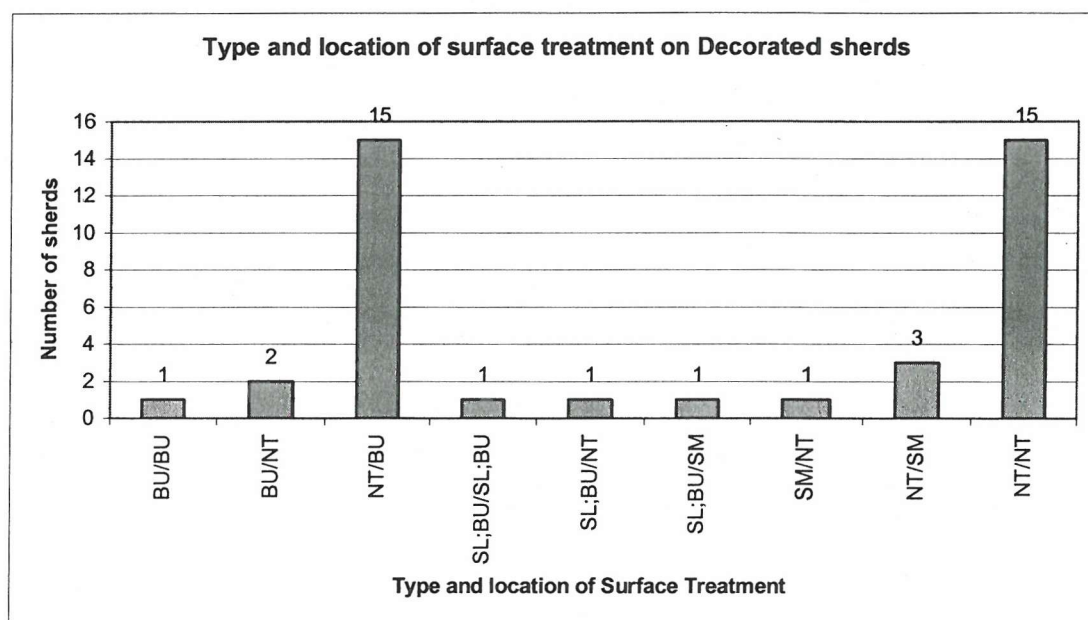 Type and location of surface treatment on Decorated sherds
Number of sherds
16
14
12
10
8
6
4
2
0
1
2
15
1
1
1
1
3
15
BU/BU
BU/NT
NT/BU
SL;BU/SL;BU
SL;BU/NT
SL;BU/SM
SM/NT
NT/SM
NT/NT
Type and location of Surface Treatment